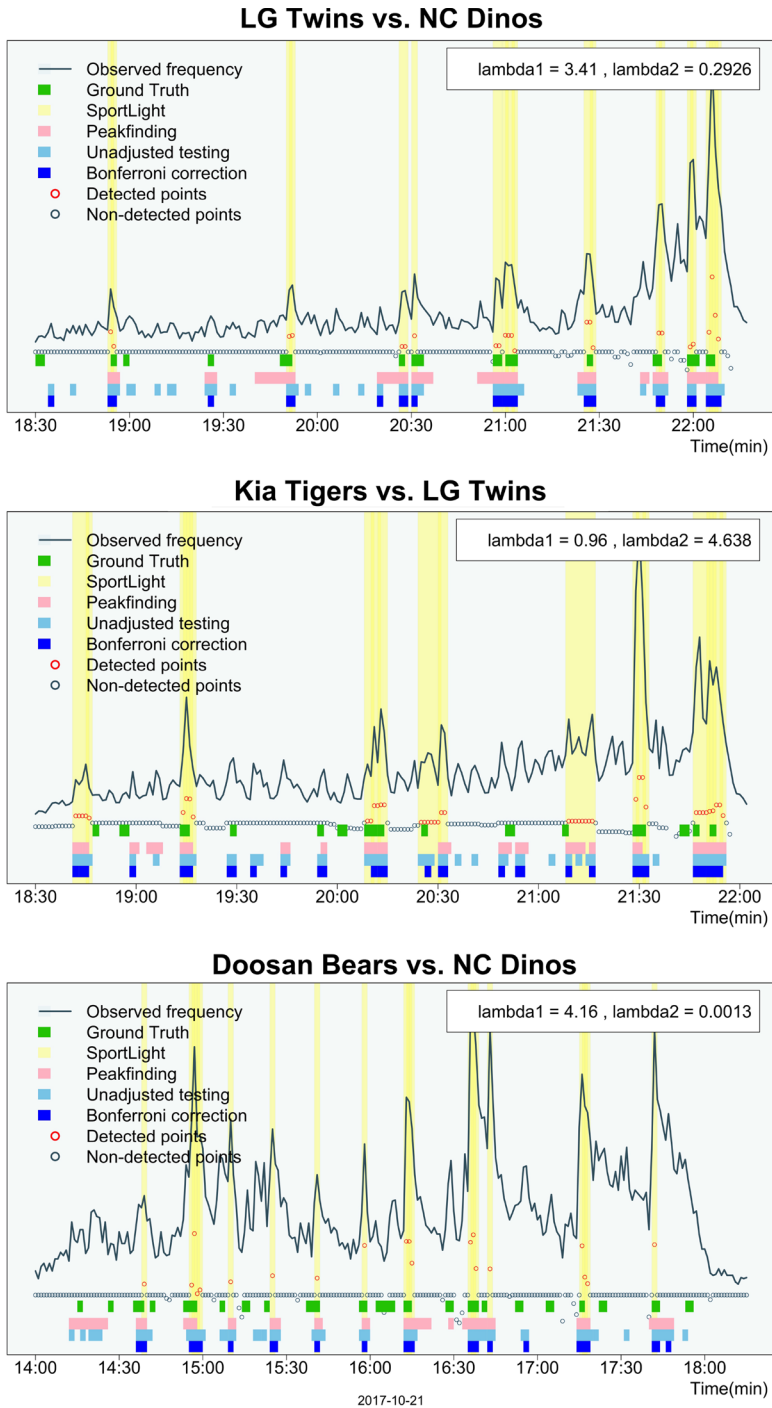 LG Twins vs. NC Dinos
lambda1 = 3.41 , lambda2 = 0.2926
Observed frequency
Ground Truth
SportLight
Peakfinding
Unadjusted testing
Bonferroni correction
Detected points
Non-detected points
18:30 19:00 19:30 20:00 20:30 21:00 21:30 22:00
Time(min)
Kia Tigers vs. LG Twins
lambda1 = 0.96 , lambda2 = 4.638
Observed frequency
Ground Truth
SportLight
Peakfinding
Unadjusted testing
Bonferroni correction
Detected points
Non-detected points
18:30 19:00 19:30 20:00 20:30 21:00 21:30 22:00
Time(min)
Doosan Bears vs. NC Dinos
lambda1 = 4.16 , lambda2 = 0.0013
Observed frequency
Ground Truth
SportLight
Peakfinding
Unadjusted testing
Bonferroni correction
Detected points
Non-detected points
14:00 14:30 15:00 15:30 16:00 16:30 17:00 17:30 18:00
Time(min)
2017-10-21